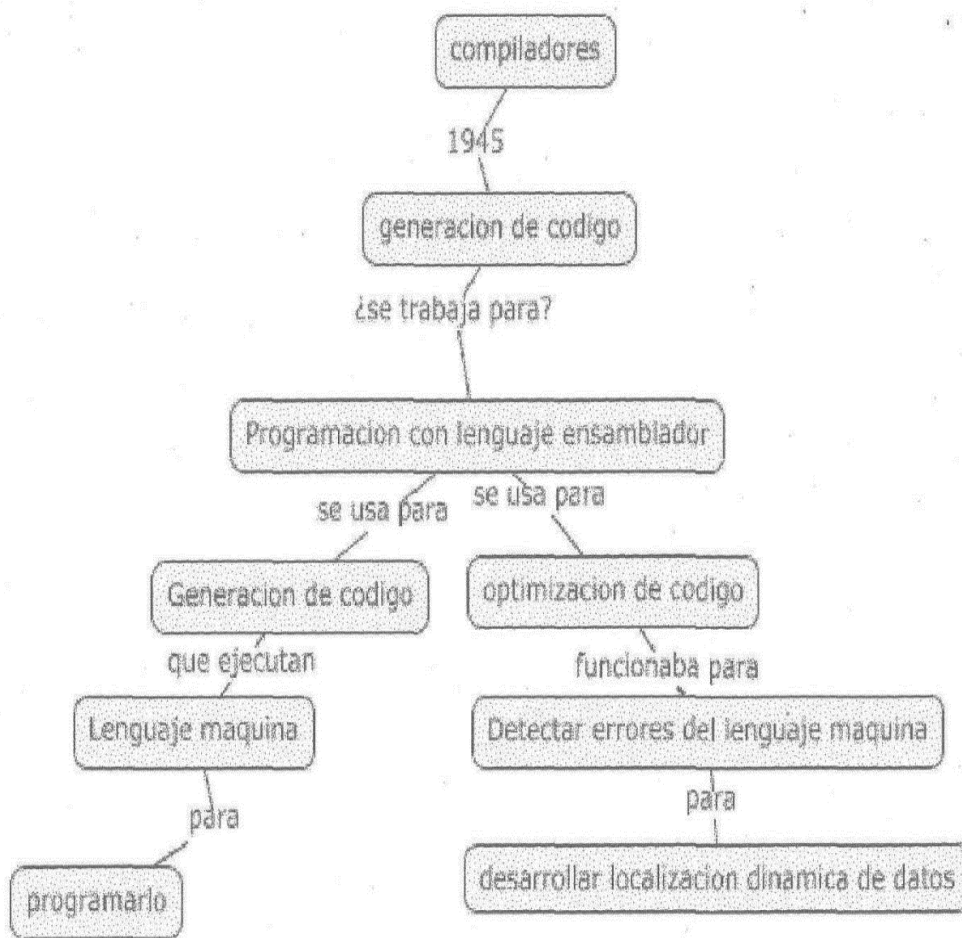 compiladores
1945
generacion de codigo
¿se trabaja para?
Programacion con lenguaje ensamblador
se usa para
se usa para
Generacion de codigo
optimizacion de codigo
que ejecutan
funcionaba para
Lenguaje maquina
Detectar errores del lenguaje maquina
para
para
programarlo
desarrollar localizacion dinamica de datos